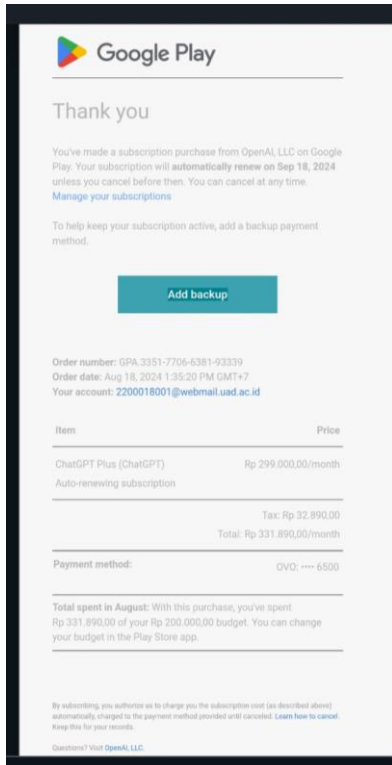 Google Play
Thank you
You've made a subscription purchase from OpenAI, LLC on Google
Play. Your subscription will automatically renew on Sep 18, 2024
unless you cancel before then. You can cancel at any time.
Manage your subscriptions
To help keep your subscription active, add a backup payment
method.
Add backup
Order number: GPA.3351-7706-6381-93339
Order date: Aug 18, 2024 1:35:20 PM GMT+7
Your account: 2200018001@webmail.uad.ac.id
Item Price
ChatGPT Plus (ChatGPT) Rp 299.000,00/month
Auto-renewing subscription
Tax: Rp 32.890,00
Total: Rp 331.890,00/month
Payment method: OVO: •••• 6500
Total spent in August: With this purchase, you've spent
Rp 331.890,00 of your Rp 200.000,00 budget. You can change
your budget in the Play Store app.
By subscribing, you authorize us to charge you the subscription cost (as described above)
automatically, charged to the payment method provided until canceled. Learn how to cancel.
Keep this for your records.
Questions? Visit OpenAI, LLC.